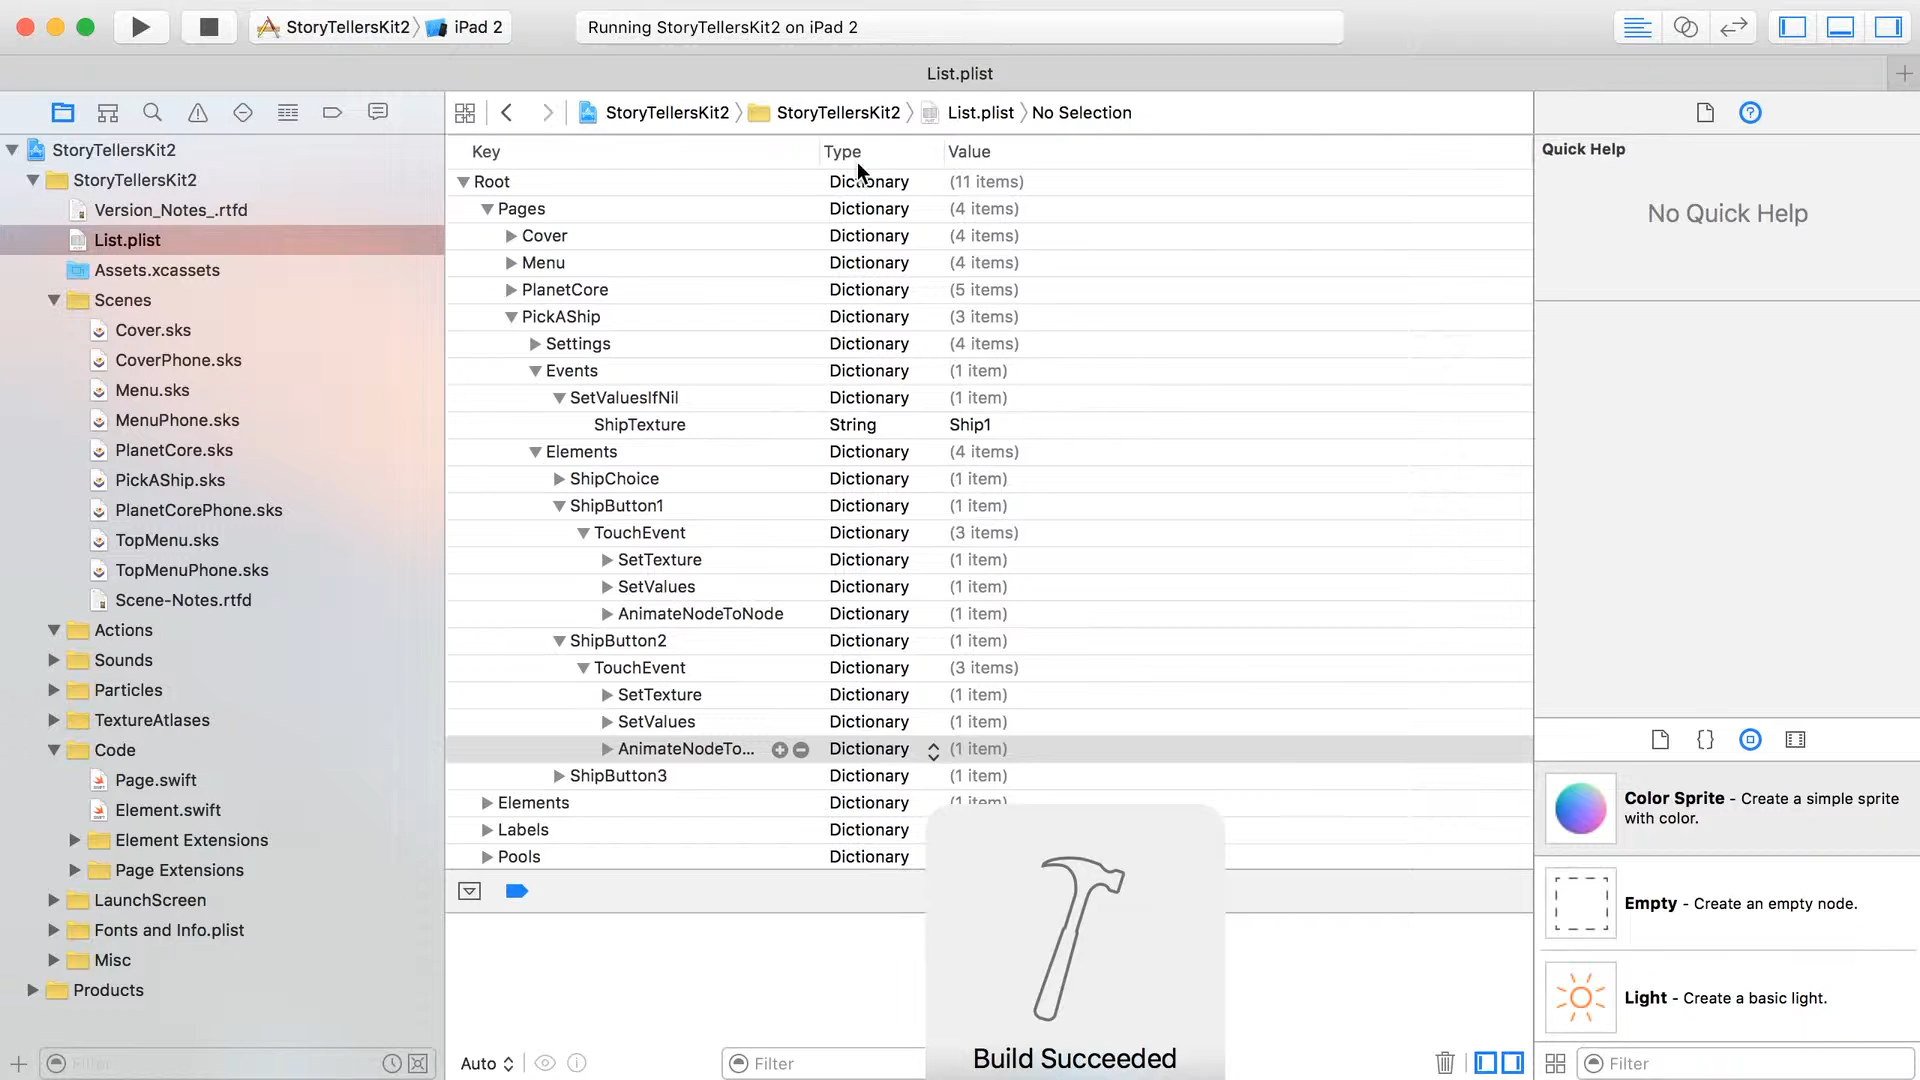 StoryTellersKit2 iPad 2
Running StoryTellersKit2 on iPad 2
List.plist
StoryTellersKit2 StoryTellersKit2 List.plist No Selection
StoryTellersKit2
StoryTellersKit2
Version_Notes_.rtfd
List.plist
Assets.xcassets
Scenes
Cover.sks
CoverPhone.sks
Menu.sks
MenuPhone.sks
PlanetCore.sks
PickAShip.sks
PlanetCorePhone.sks
TopMenu.sks
TopMenuPhone.sks
Scene-Notes.rtfd
Actions
Sounds
Particles
TextureAtlases
Code
Page.swift
Element.swift
Element Extensions
Page Extensions
LaunchScreen
Fonts and Info.plist
Misc
Products
Filter
Key Type Value
Root Dictionary (11 items)
Pages Dictionary (4 items)
Cover Dictionary (4 items)
Menu Dictionary (4 items)
PlanetCore Dictionary (5 items)
PickAShip Dictionary (3 items)
Settings Dictionary (4 items)
Events Dictionary (1 item)
SetValuesIfNil Dictionary (1 item)
ShipTexture String Ship1
Elements Dictionary (4 items)
ShipChoice Dictionary (1 item)
ShipButton1 Dictionary (1 item)
TouchEvent Dictionary (3 items)
SetTexture Dictionary (1 item)
SetValues Dictionary (1 item)
AnimateNodeToNode Dictionary (1 item)
ShipButton2 Dictionary (1 item)
TouchEvent Dictionary (3 items)
SetTexture Dictionary (1 item)
SetValues Dictionary (1 item)
AnimateNodeTo... Dictionary (1 item)
ShipButton3 Dictionary (1 item)
Elements Dictionary (1 item)
Labels Dictionary
Pools Dictionary
Build Succeeded
Auto Filter
Quick Help
No Quick Help
Color Sprite - Create a simple sprite
with color.
Empty - Create an empty node.
Light - Create a basic light.
Filter